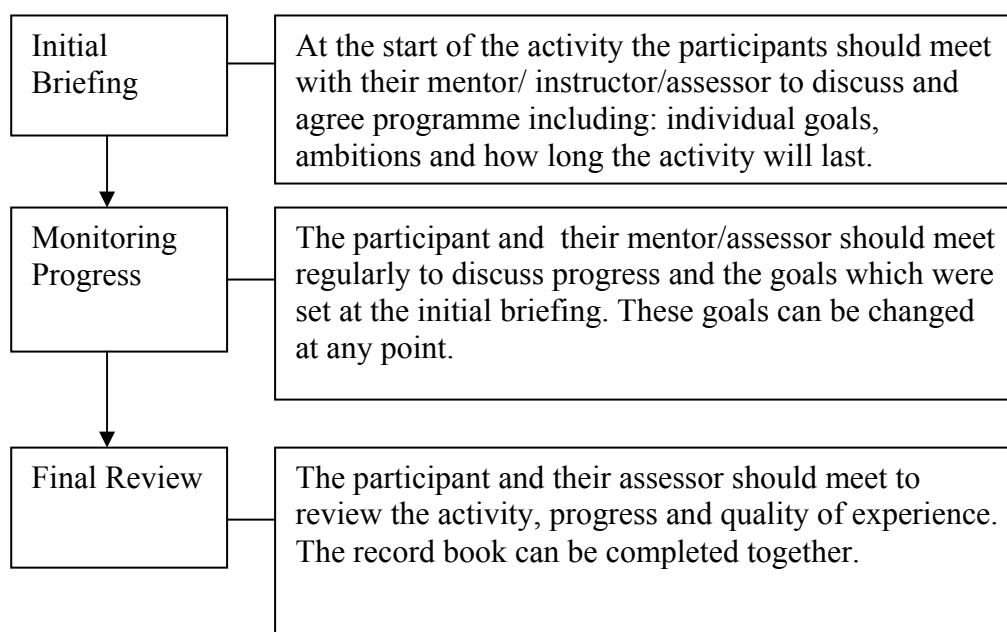 Initial
Briefing
At the start of the activity the participants should meet
with their mentor/ instructor/assessor to discuss and
agree programme including: individual goals,
ambitions and how long the activity will last.
Monitoring
Progress
The participant and  their mentor/assessor should meet
regularly to discuss progress and the goals which were
set at the initial briefing. These goals can be changed
at any point.
Final Review
The participant and their assessor should meet to
review the activity, progress and quality of experience.
The record book can be completed together.